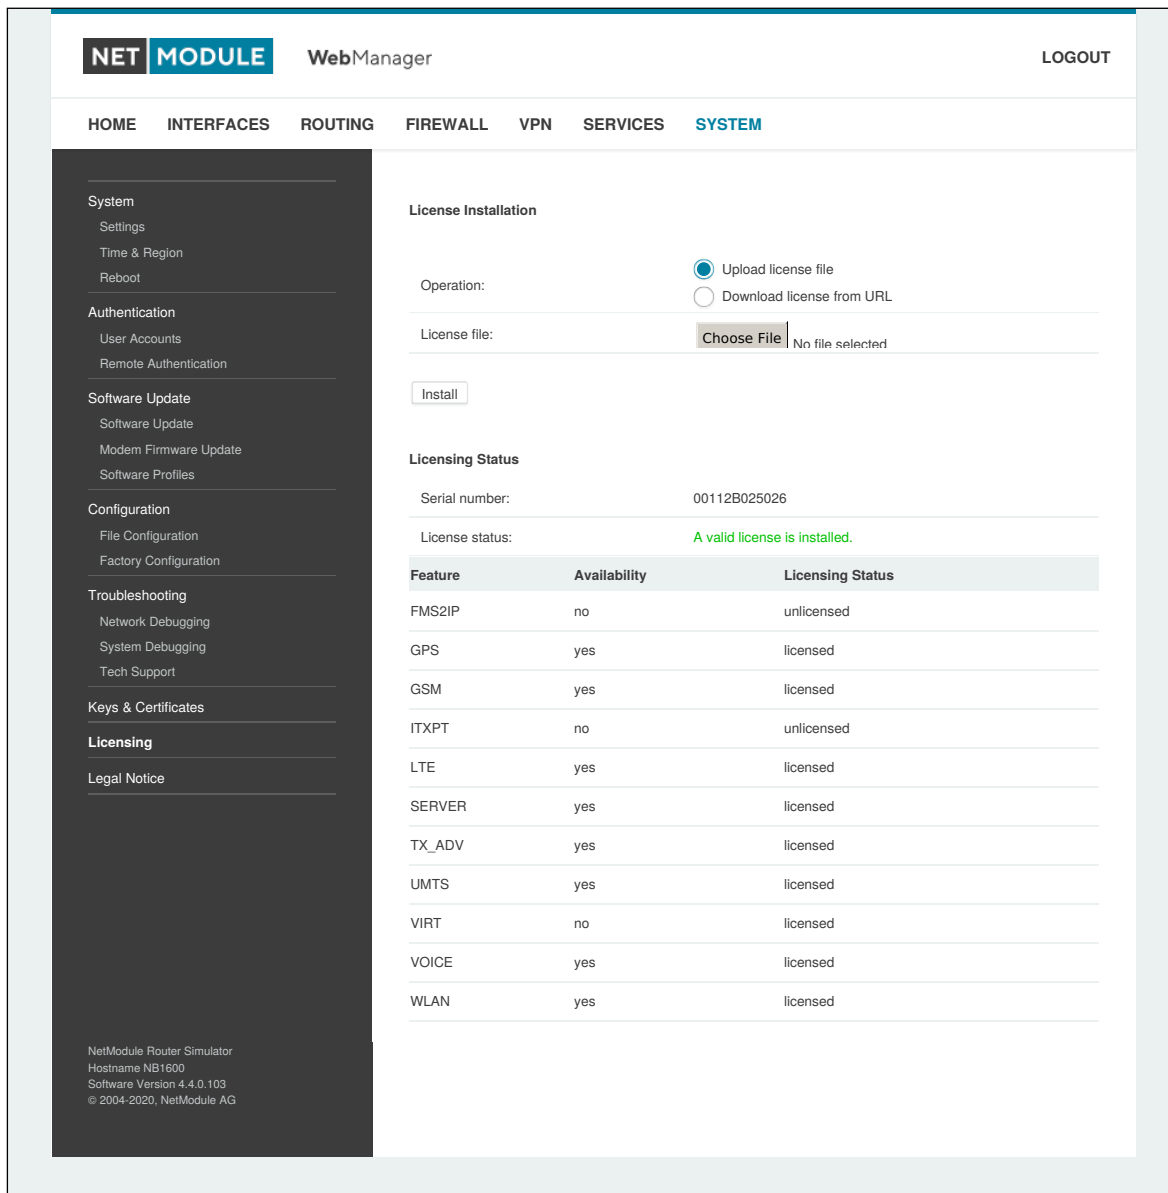 NET MODULE WebManager LOGOUT
HOME INTERFACES ROUTING FIREWALL VPN SERVICES SYSTEM
System
Settings
Time & Region
Reboot
Authentication
User Accounts
Remote Authentication
Software Update
Software Update
Modem Firmware Update
Software Profiles
Configuration
File Configuration
Factory Configuration
Troubleshooting
Network Debugging
System Debugging
Tech Support
Keys & Certificates
Licensing
Legal Notice
NetModule Router Simulator
Hostname NB1600
Software Version 4.4.0.103
© 2004-2020, NetModule AG
License Installation
Operation: Upload license file
Download license from URL
License file: Choose File No file selected
Install
Licensing Status
Serial number: 00112B025026
License status: A valid license is installed.
Feature Availability Licensing Status
FMS2IP no unlicensed
GPS yes licensed
GSM yes licensed
ITXPT no unlicensed
LTE yes licensed
SERVER yes licensed
TX_ADV yes licensed
UMTS yes licensed
VIRT no licensed
VOICE yes licensed
WLAN yes licensed